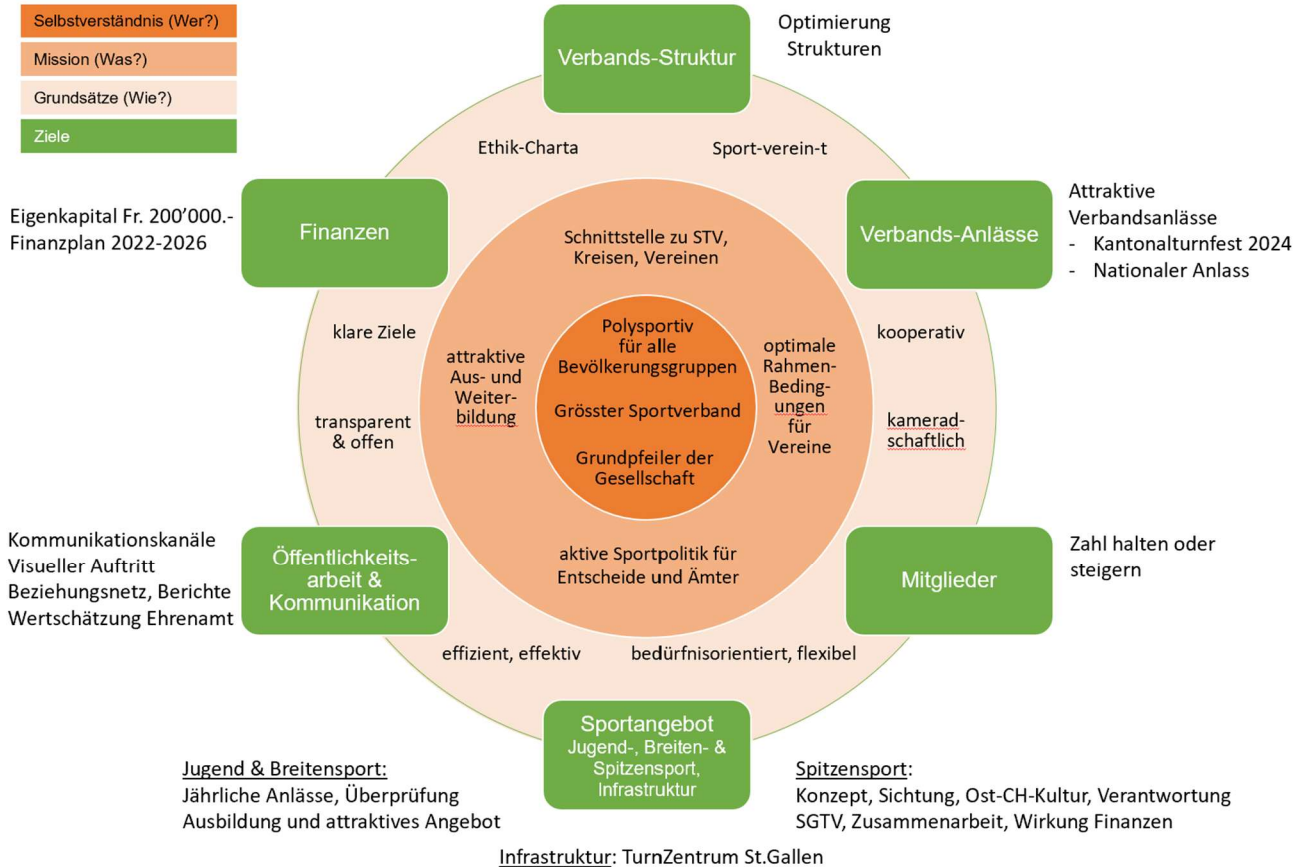 Selbstverständnis (Wer?)
Mission (Was?)
Grundsätze (Wie?)
Ziele
Verbands-Struktur
Optimierung
Strukturen
Ethik-Charta
Sport-verein-t
Eigenkapital Fr. 200’000.-
Finanzplan 2022-2026
Finanzen
Schnittstelle zu STV,
Kreisen, Vereinen
Verbands-Anlässe
Attraktive
Verbandsanlässe
- Kantonalturnfest 2024
- Nationaler Anlass
klare Ziele
transparent
& offen
attraktive
Aus- und
Weiter-
bildung
Polysportiv
für alle
Bevölkerungsgruppen
Grösster Sportverband
Grundpfeiler der
Gesellschaft
optimale
Rahmen-
Beding-
ungen
für
Vereine
kooperativ
kamerad-
schaftlich
Kommunikationskanäle
Visueller Auftritt
Beziehungsnetz, Berichte
Wertschätzung Ehrenamt
Öffentlichkeits-
arbeit &
Kommunikation
aktive Sportpolitik für
Entscheide und Ämter
Mitglieder
Zahl halten oder
steigern
effizient, effektiv
bedürfnisorientiert, flexibel
Sportangebot
Jugend-, Breiten- &
Spitzensport,
Infrastruktur
Jugend & Breitensport:
Jährliche Anlässe, Überprüfung
Ausbildung und attraktives Angebot
Spitzensport:
Konzept, Sichtung, Ost-CH-Kultur, Verantwortung
SGTV, Zusammenarbeit, Wirkung Finanzen
Infrastruktur: TurnZentrum St.Gallen